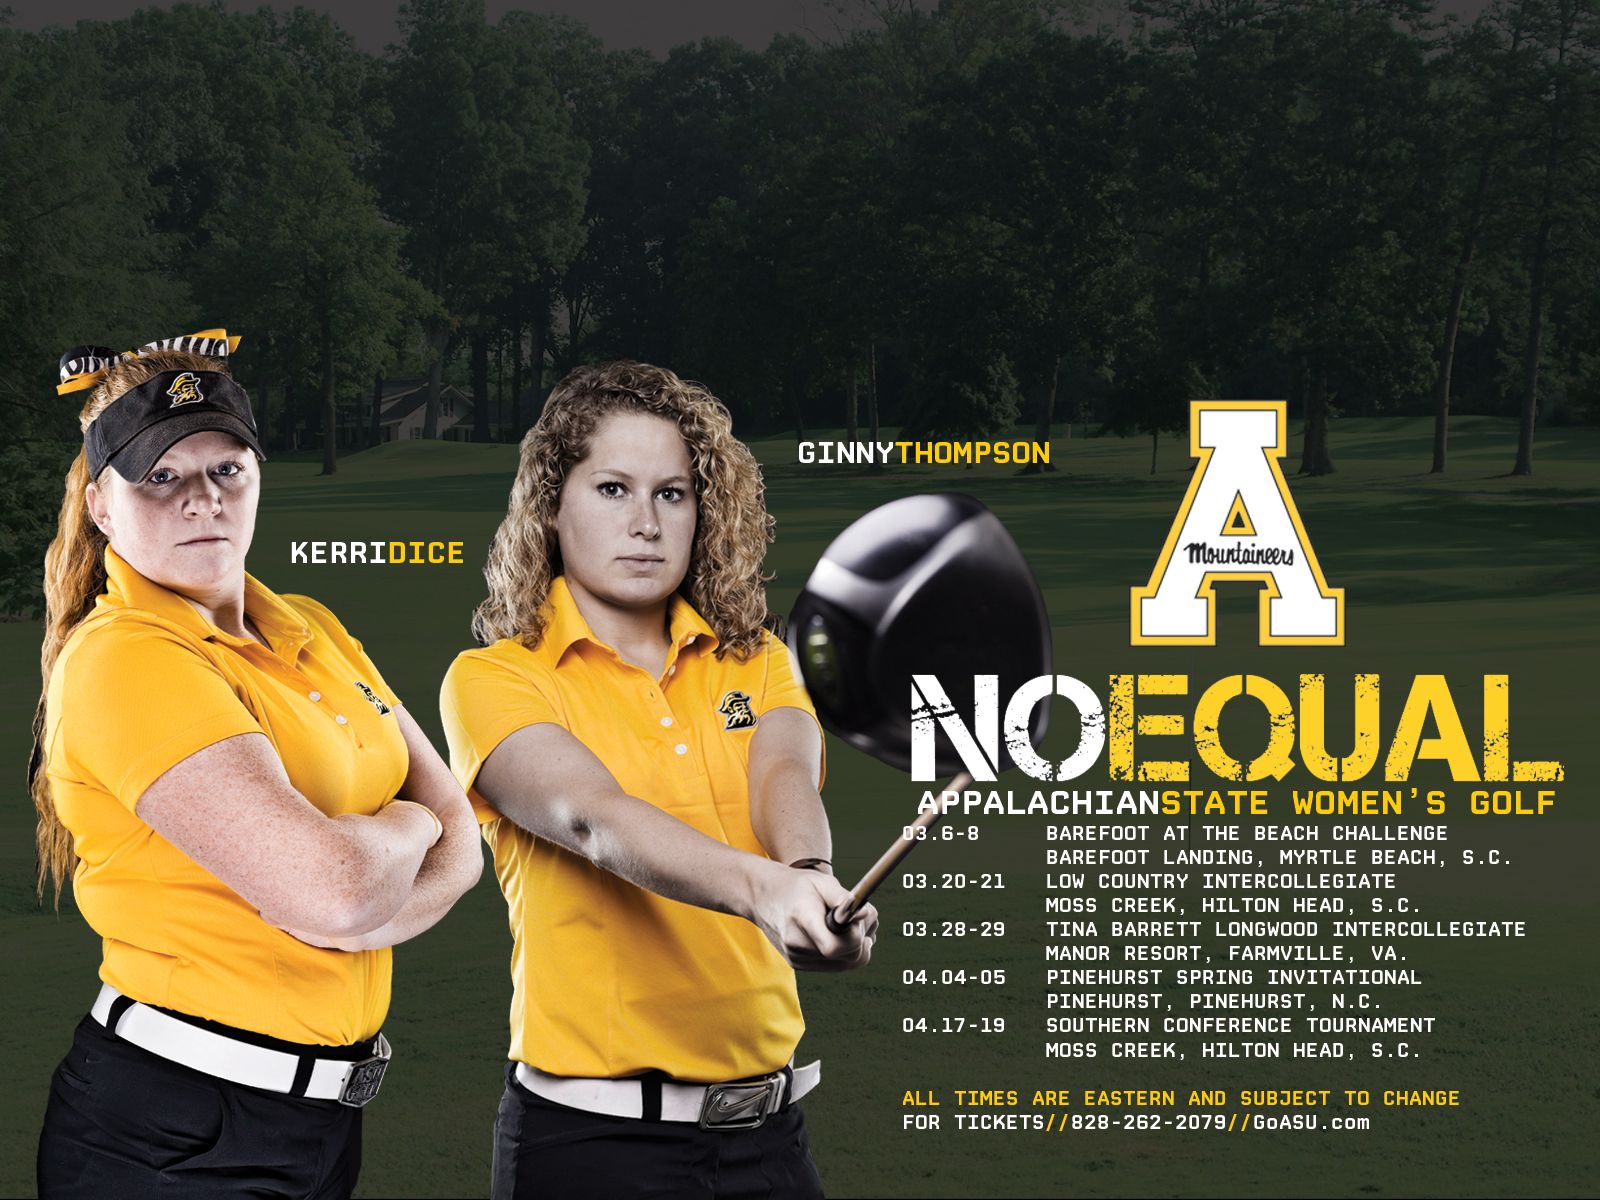 GINNYTHOMPSON
KERRIDICE
Mountaineers
NOEQUAL
APPALACHIANSTATE WOMEN'S GOLF
03.6-8 BAREFOOT AT THE BEACH CHALLENGE
BAREFOOT LANDING, MYRTLE BEACH, S.C.
03.20-21 LOW COUNTRY INTERCOLLEGIATE
MOSS CREEK, HILTON HEAD, S.C.
03.28-29 TINA BARRETT LONGWOOD INTERCOLLEGIATE
MANOR RESORT, FARMVILLE, VA.
04.04-05 PINEHURST SPRING INVITATIONAL
PINEHURST, PINEHURST, N.C.
04.17-19 SOUTHERN CONFERENCE TOURNAMENT
MOSS CREEK, HILTON HEAD, S.C.
ALL TIMES ARE EASTERN AND SUBJECT TO CHANGE
FOR TICKETS//828-262-2079//GoASU.com